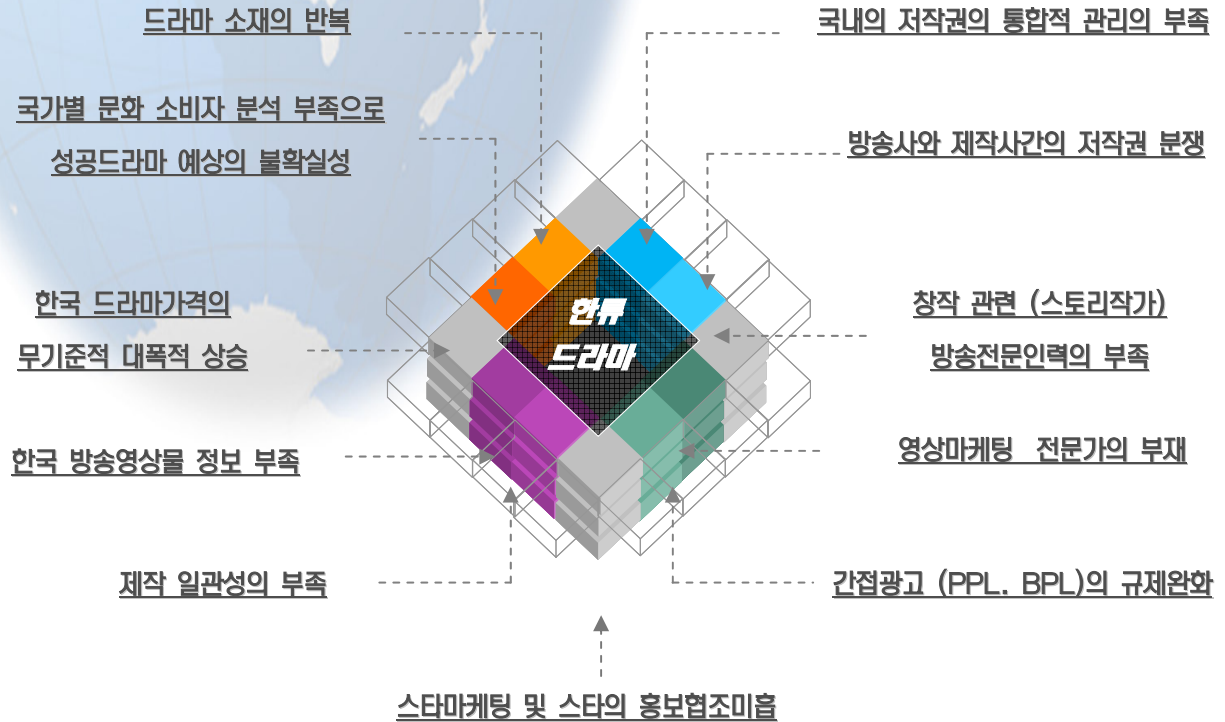 드라마 소재의 반복
국내의 저작권의 통합적 관리의 부족
국가별 문화 소비자 분석 부족으로
성공드라마 예상의 불확실성
방송사와 제작사간의 저작권 분쟁
한국 드라마가격의
무기준적 대폭적 상승
한류
드라마
창작 관련 (스토리작가)
방송전문인력의 부족
한국 방송영상물 정보 부족
영상마케팅 전문가의 부재
제작 일관성의 부족
간접광고 (PPL. BPL)의 규제완화
스타마케팅 및 스타의 홍보협조미흡